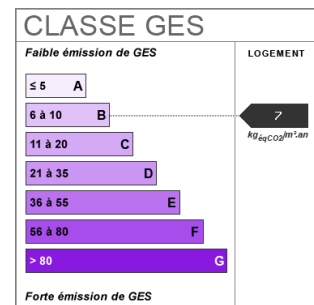 CLASSE GES
Faible émission de GES
LOGEMENT
≤ 5 A
6 à 10 B
7
kgéqCO2/m².an
11 à 20 C
21 à 35 D
36 à 55 E
56 à 80 F
> 80 G
Forte émission de GES